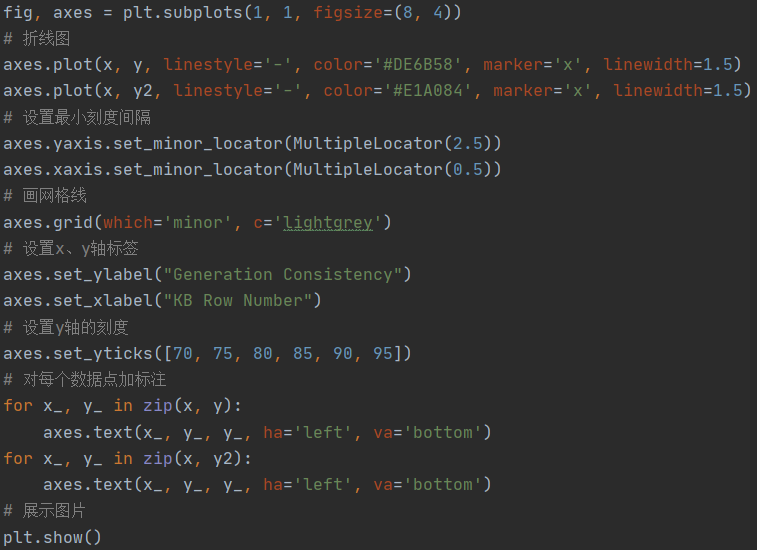 fig, axes = plt.subplots(1, 1, figsize=(8, 4))
# 折线图
axes.plot(x, y, linestyle='-', color='#DE6B58', marker='x', linewidth=1.5)
axes.plot(x, y2, linestyle='-', color='#E1A084', marker='x', linewidth=1.5)
# 设置最小刻度间隔
axes.yaxis.set_minor_locator(MultipleLocator(2.5))
axes.xaxis.set_minor_locator(MultipleLocator(0.5))
# 画网格线
axes.grid(which='minor', c='lightgrey')
# 设置x、y轴标签
axes.set_ylabel("Generation Consistency")
axes.set_xlabel("KB Row Number")
# 设置y轴的刻度
axes.set_yticks([70, 75, 80, 85, 90, 95])
# 对每个数据点加标注
for x_, y_ in zip(x, y):
    axes.text(x_, y_, y_, ha='left', va='bottom')
for x_, y_ in zip(x, y2):
    axes.text(x_, y_, y_, ha='left', va='bottom')
# 展示图片
plt.show()